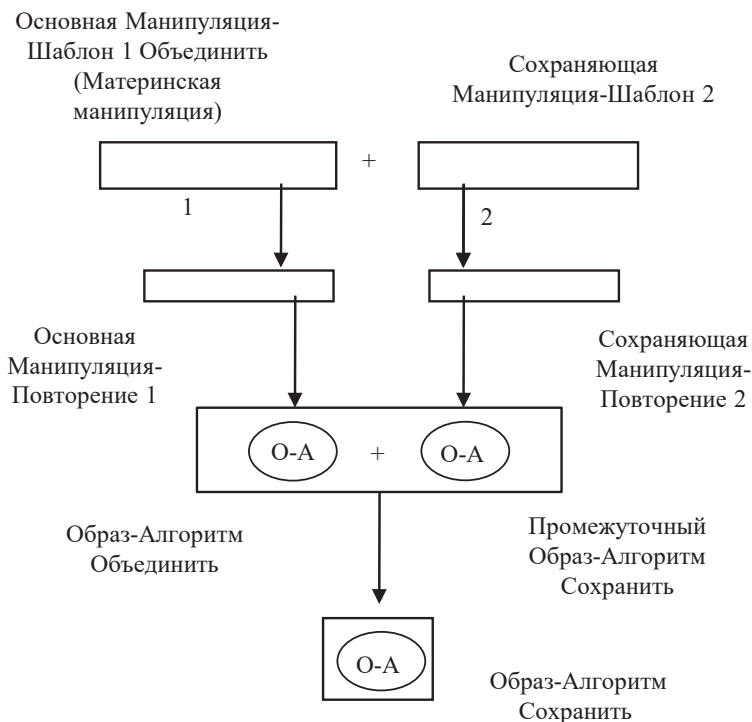 Основная Манипуляция-
Шаблон 1 Объединить
(Материнская
манипуляция)
Сохраняющая
Манипуляция-Шаблон 2
+
1
2
Основная
Манипуляция-
Повторение 1
Сохраняющая
Манипуляция-
Повторение 2
О-А + О-А
Образ-Алгоритм
Объединить
Промежуточный
Образ-Алгоритм
Сохранить
О-А
Образ-Алгоритм
Сохранить